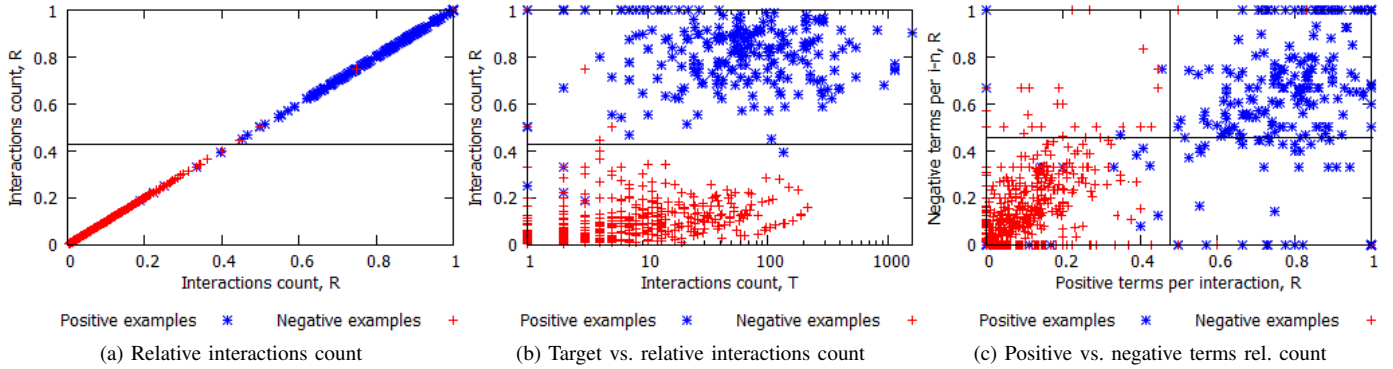 Interactions count, R
1
0.8
0.6
0.4
0.2
0
0 0.2 0.4 0.6 0.8 1
Interactions count, R
Positive examples Negative examples
(a) Relative interactions count
Interactions count, R
1
0.8
0.6
0.4
0.2
0
1 10 100 1000
Interactions count, T
Positive examples Negative examples
(b) Target vs. relative interactions count
Negative terms per i-n, R
1
0.8
0.6
0.4
0.2
0
0 0.2 0.4 0.6 0.8 1
Positive terms per interaction, R
Positive examples Negative examples
(c) Positive vs. negative terms rel. count